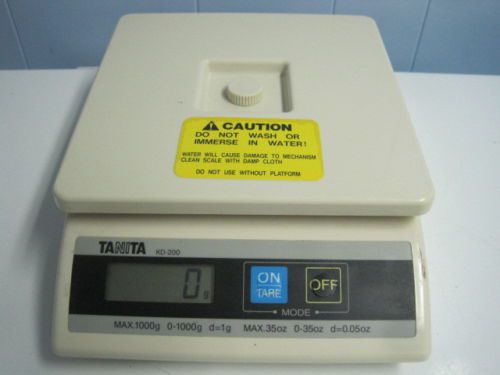 CAUTION
DO NOT WASH OR
IMMERSE IN WATER!
WATER WILL CAUSE DAMAGE TO MECHANISM
CLEAN SCALE WITH DAMP CLOTH
DO NOT USE WITHOUT PLATFORM
TANITA KD-200
0g
ON
TARE
OFF
MODE
MAX.1000g 0-1000g d=1g MAX.35oz 0-35oz d=0.05oz